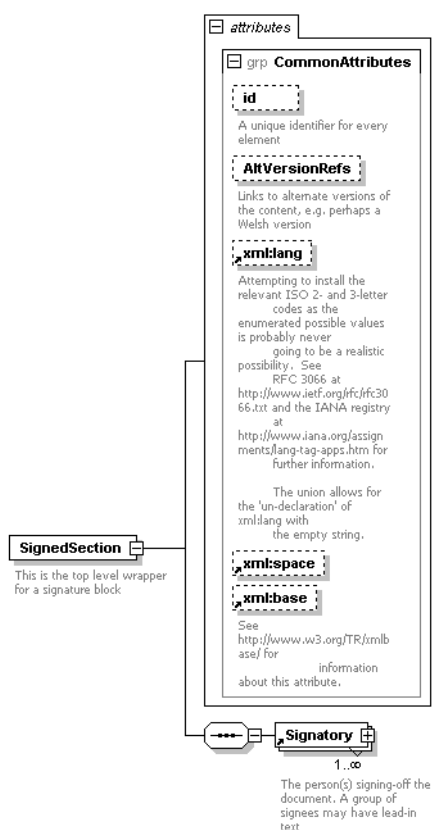 attributes
grp CommonAttributes
id
A unique identifier for every
element
AltVersionRefs
Links to alternate versions of
the content, e.g. perhaps a
Welsh version
xml:lang
Attempting to install the
relevant ISO 2- and 3-letter
codes as the
enumerated possible values
is probably never
going to be a realistic
possibility.  See
RFC 3066 at
http://www.ietf.org/rfc/rfc30
66.txt and the IANA registry
at
http://www.iana.org/assign
ments/lang-tag-apps.htm for
further information.
The union allows for
the 'un-declaration' of
xml:lang with
the empty string.
SignedSection
This is the top level wrapper
for a signature block
xml:space
xml:base
See
http://www.w3.org/TR/xmlb
ase/ for
information
about this attribute.
Signatory
1..∞
The person(s) signing-off the
document. A group of
signees may have lead-in
text